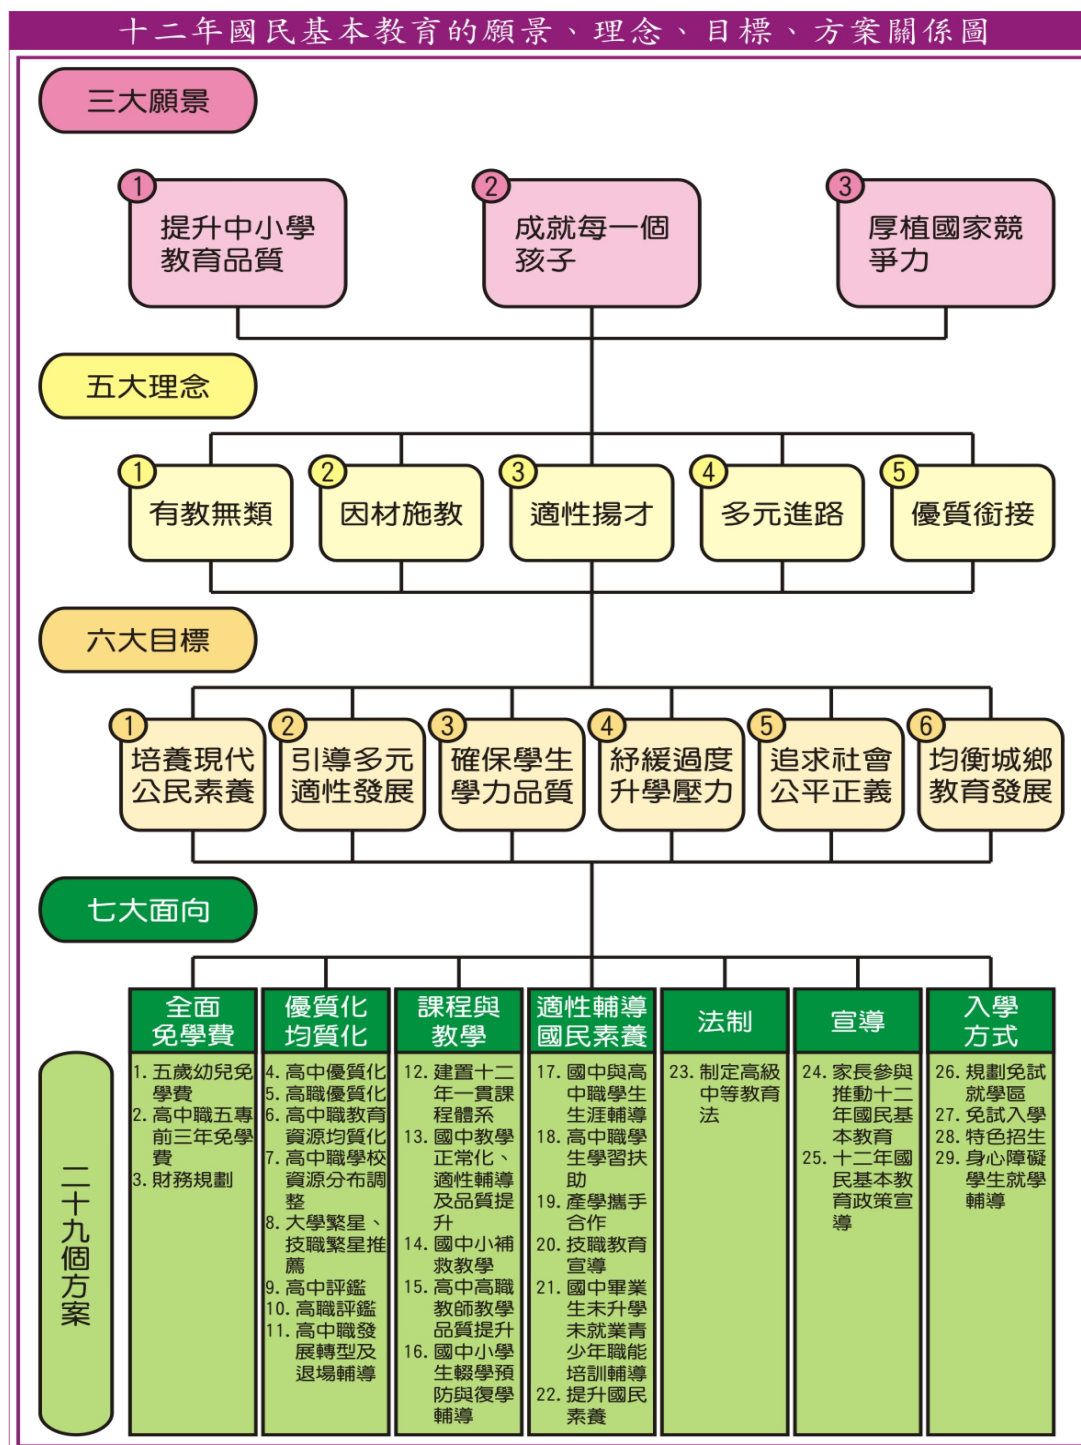 十二年國民基本教育的願景、理念、目標、方案關係圖
三大願景
1
提升中小學
教育品質
2
成就每一個
孩子
3
厚植國家競
爭力
五大理念
1
有教無類
2
因材施教
3
適性揚才
4
多元進路
5
優質銜接
六大目標
1
培養現代
公民素養
2
引導多元
適性發展
3
確保學生
學力品質
4
紓緩過度
升學壓力
5
追求社會
公平正義
6
均衡城鄉
教育發展
七大面向
二十九個方案
全面
免學費
1. 五歲幼兒免
學費
2. 高中職五專
前三年免學
費
3. 財務規劃
優質化
均質化
4. 高中優質化
5. 高職優質化
6. 高中職教育
資源均質化
7. 高中職學校
資源分布調
整
8. 大學繁星、
技職繁星推
薦
9. 高中評鑑
10. 高職評鑑
11. 高中職發
展轉型及
退場輔導
課程與
教學
12. 建置十二
年一貫課
程體系
13. 國中教學
正常化、
適性輔導
及品質提
升
14. 國中小補
救教學
15. 高中高職
教師教學
品質提升
16. 國中小學
生輟學預
防與復學
輔導
適性輔導
國民素養
17. 國中與高
中職學生
生涯輔導
18. 高中職學
生學習扶
助
19. 產學攜手
合作
20. 技職教育
宣導
21. 國中畢業
生未升學
未就業青
少年職能
培訓輔導
22. 提升國民
素養
法制
23. 制定高級
中等教育
法
宣導
24. 家長參與
推動十二
年國民基
本教育
25. 十二年國
民基本教
育政策宣
導
入學
方式
26. 規劃免試
就學區
27. 免試入學
28. 特色招生
29. 身心障礙
學生就學
輔導